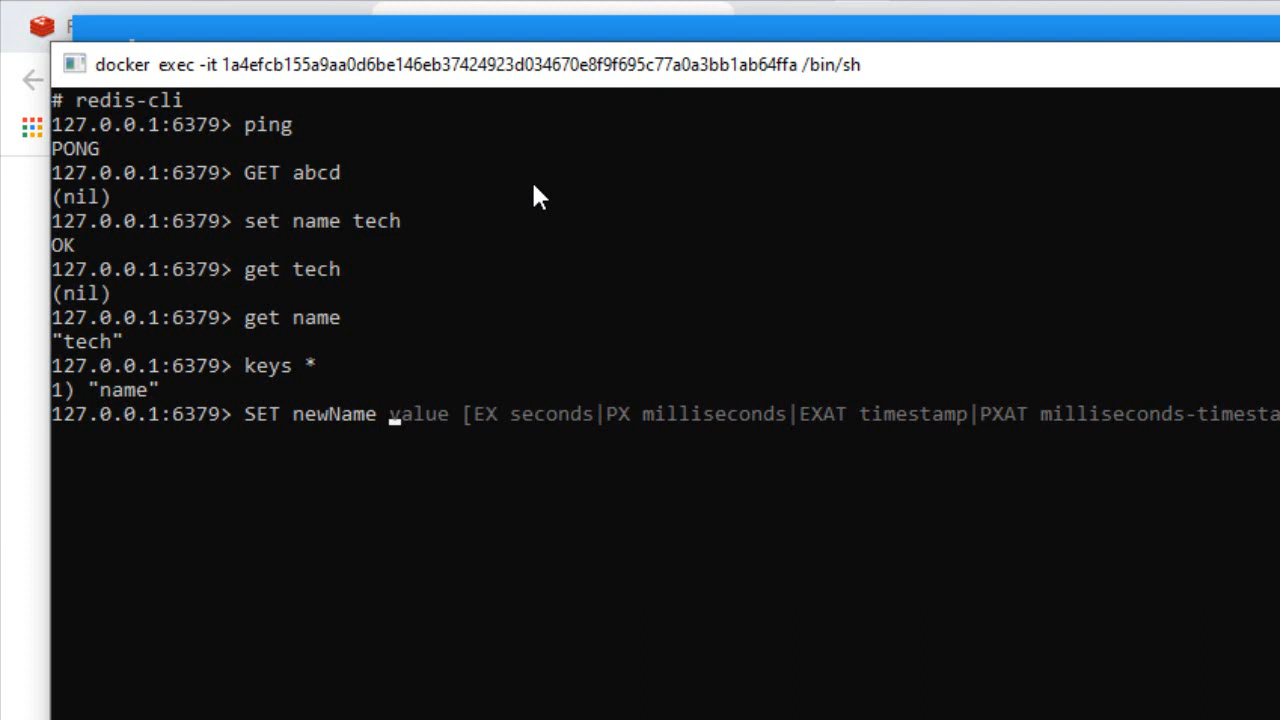 docker exec -it 1a4efcb155a9aa0d6be146eb37424923d034670e8f9f695c77a0a3bb1ab64ffa /bin/sh
# redis-cli
127.0.0.1:6379> ping
PONG
127.0.0.1:6379> GET abcd
(nil)
127.0.0.1:6379> set name tech
OK
127.0.0.1:6379> get tech
(nil)
127.0.0.1:6379> get name
"tech"
127.0.0.1:6379> keys *
1) "name"
127.0.0.1:6379> SET newName value [EX seconds|PX milliseconds|EXAT timestamp|PXAT milliseconds-timesta